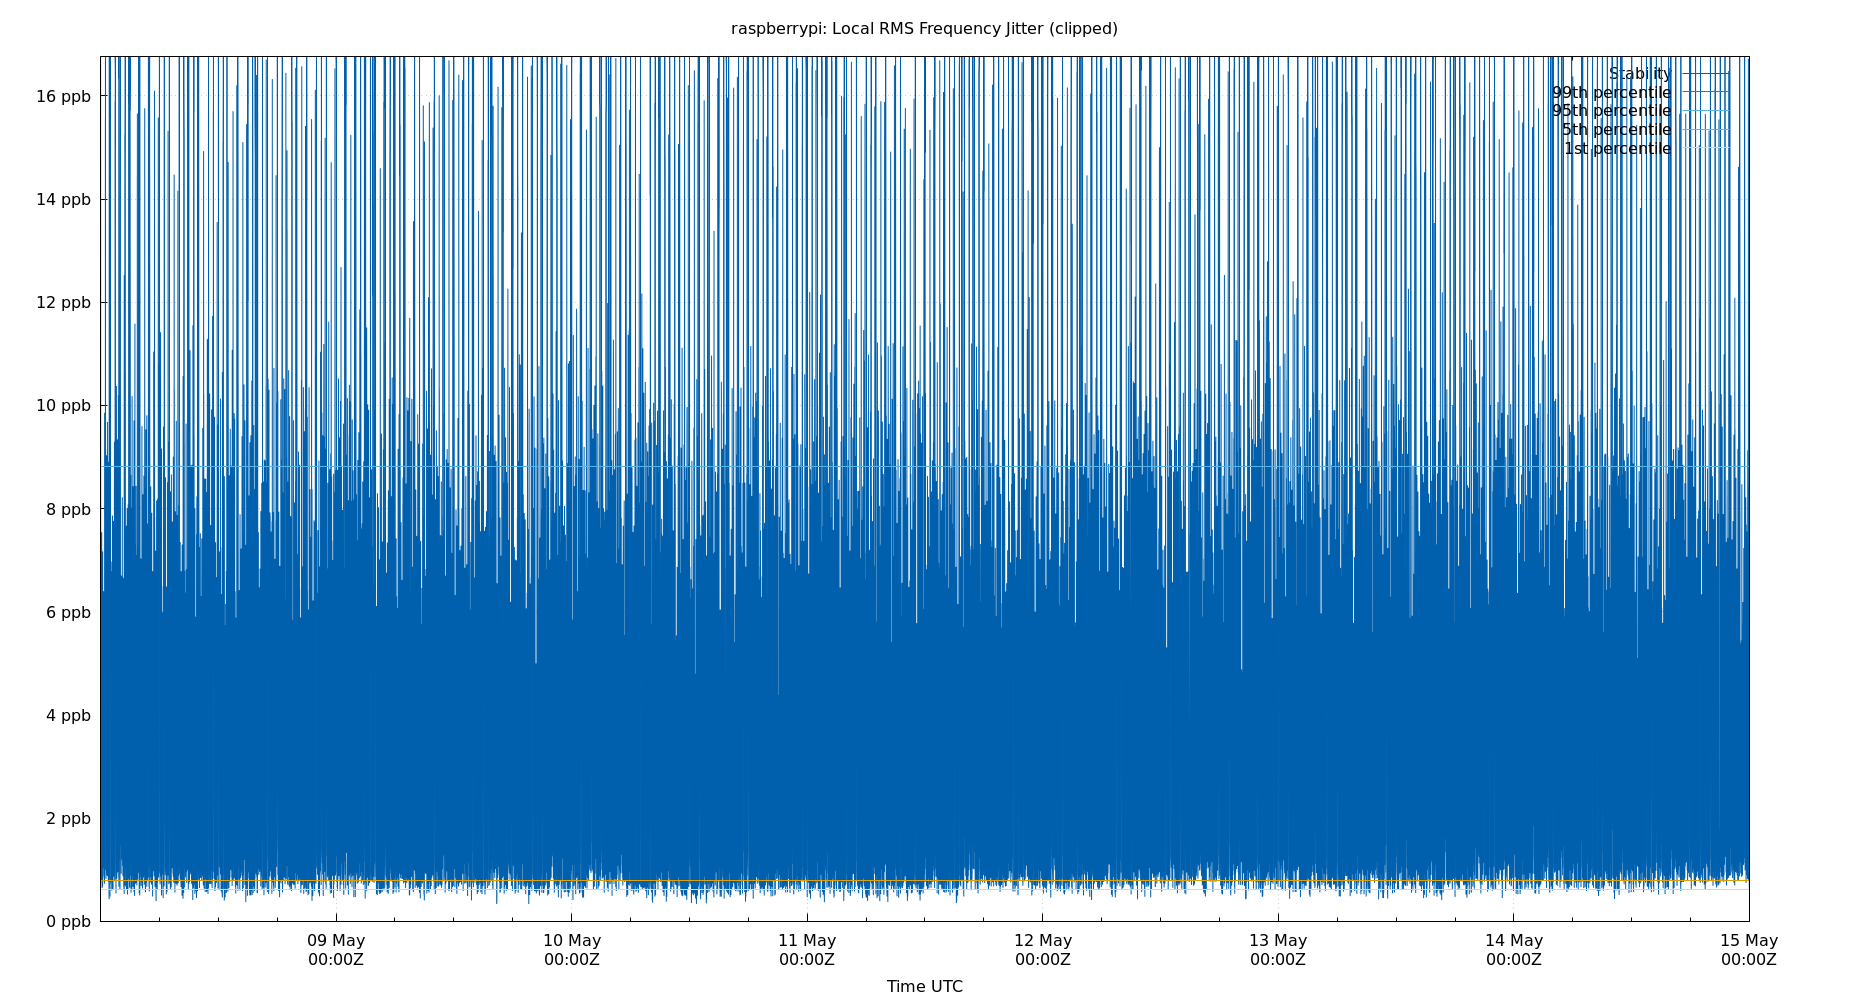 raspberrypi: Local RMS Frequency Jitter (clipped)
Stability
99th percentile
95th percentile
5th percentile
1st percentile
16 ppb
14 ppb
12 ppb
10 ppb
8 ppb
6 ppb
4 ppb
2 ppb
0 ppb
09 May 10 May 11 May 12 May 13 May 14 May 15 May
00:00Z 00:00Z 00:00Z 00:00Z 00:00Z 00:00Z 00:00Z
Time UTC